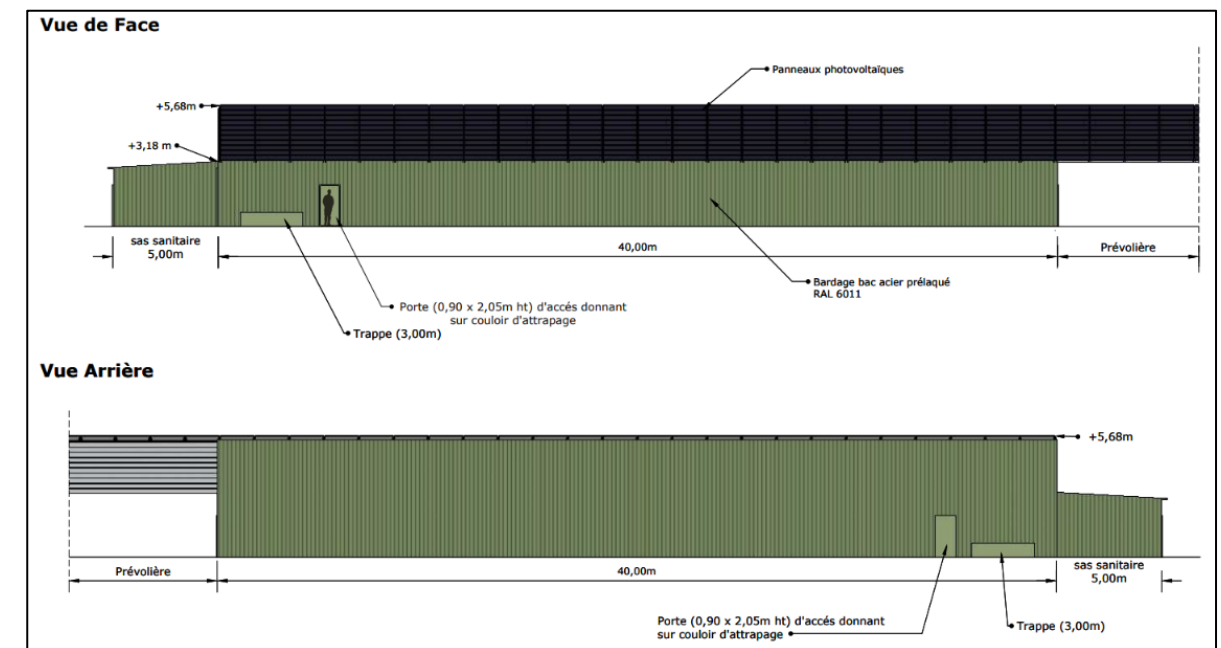 Vue de Face
Panneaux photovoltaïques
+5,68m
+3,18 m
sas sanitaire
5,00m
40,00m
Prévolière
Bardage bac acier prélaqué
RAL 6011
Porte (0,90 x 2,05m ht) d'accés donnant
sur couloir d'attrapage
Trappe (3,00m)
Vue Arrière
+5,68m
Prévolière
40,00m
sas sanitaire
5,00m
Porte (0,90 x 2,05m ht) d'accés donnant
sur couloir d'attrapage
Trappe (3,00m)